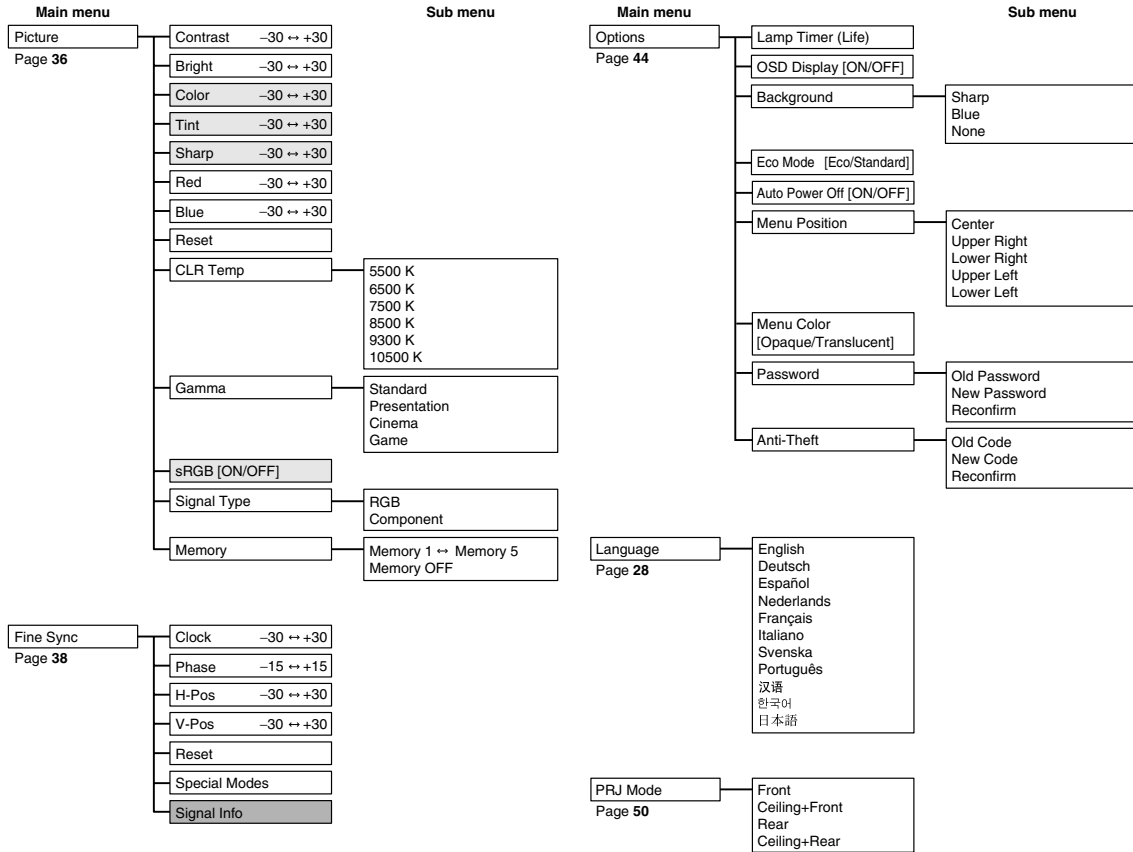 Main menu
Sub menu
Picture
Page 36
Contrast −30 ↔ +30
Bright −30 ↔ +30
Color −30 ↔ +30
Tint −30 ↔ +30
Sharp −30 ↔ +30
Red −30 ↔ +30
Blue −30 ↔ +30
Reset
CLR Temp
5500 K
6500 K
7500 K
8500 K
9300 K
10500 K
Gamma
Standard
Presentation
Cinema
Game
sRGB [ON/OFF]
Signal Type
RGB
Component
Memory
Memory 1 ↔ Memory 5
Memory OFF
Fine Sync
Page 38
Clock −30 ↔ +30
Phase −15 ↔ +15
H-Pos −30 ↔ +30
V-Pos −30 ↔ +30
Reset
Special Modes
Signal Info
Main menu
Sub menu
Options
Page 44
Lamp Timer (Life)
OSD Display [ON/OFF]
Background
Sharp
Blue
None
Eco Mode [Eco/Standard]
Auto Power Off [ON/OFF]
Menu Position
Center
Upper Right
Lower Right
Upper Left
Lower Left
Menu Color
[Opaque/Translucent]
Password
Old Password
New Password
Reconfirm
Anti-Theft
Old Code
New Code
Reconfirm
Language
Page 28
English
Deutsch
Español
Nederlands
Français
Italiano
Svenska
Português
汉语
한국어
日本語
PRJ Mode
Page 50
Front
Ceiling+Front
Rear
Ceiling+Rear